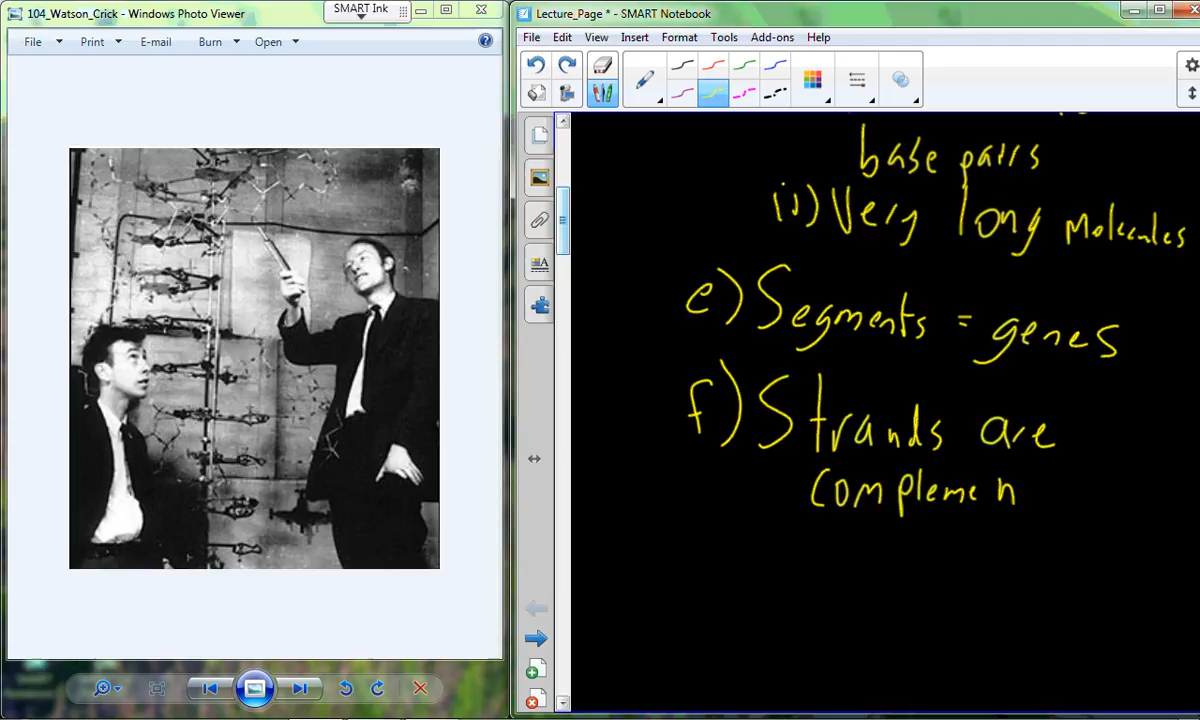 104_Watson_Crick - Windows Photo Viewer
SMART Ink
File Print E-mail Burn Open
Lecture_Page * - SMART Notebook
File Edit View Insert Format Tools Add-ons Help
base pairs
ii) Very long molecules
e) Segments = genes
f) Strands are
complemen